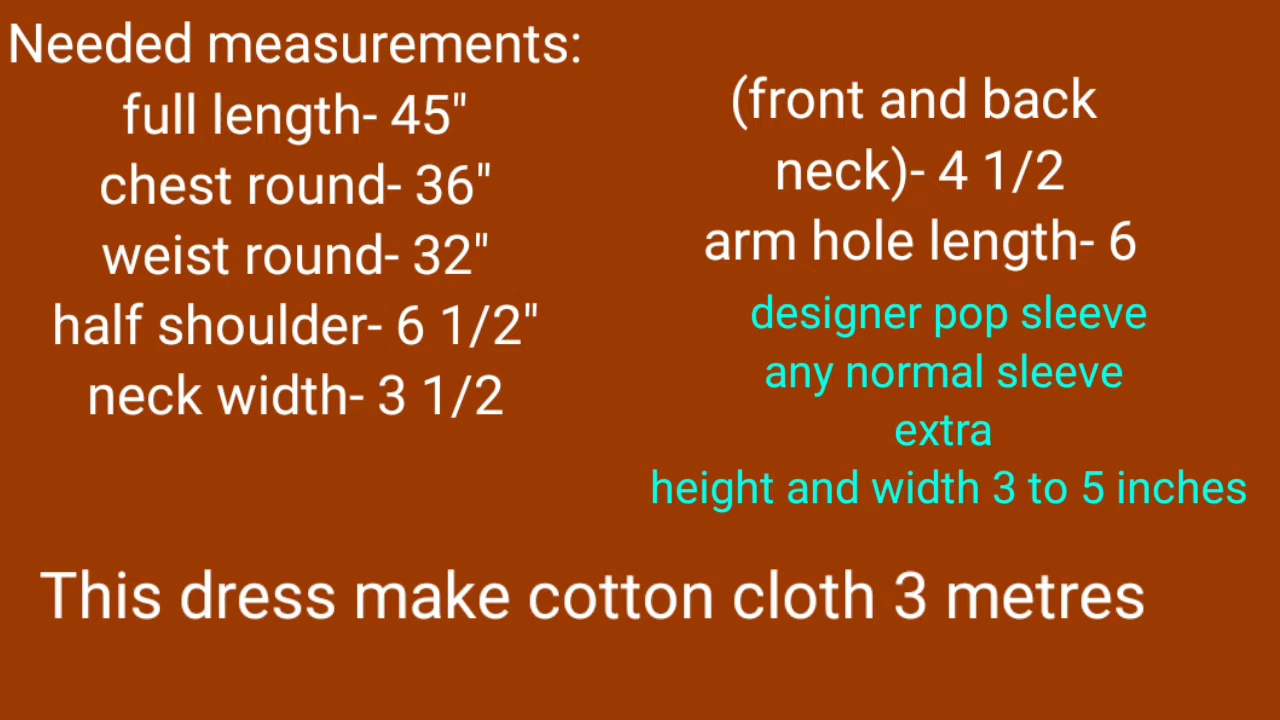 Needed measurements:
full length- 45"
chest round- 36"
weist round- 32"
half shoulder- 6 1/2"
neck width- 3 1/2
(front and back
neck)- 4 1/2
arm hole length- 6
designer pop sleeve
any normal sleeve
extra
height and width 3 to 5 inches
This dress make cotton cloth 3 metres